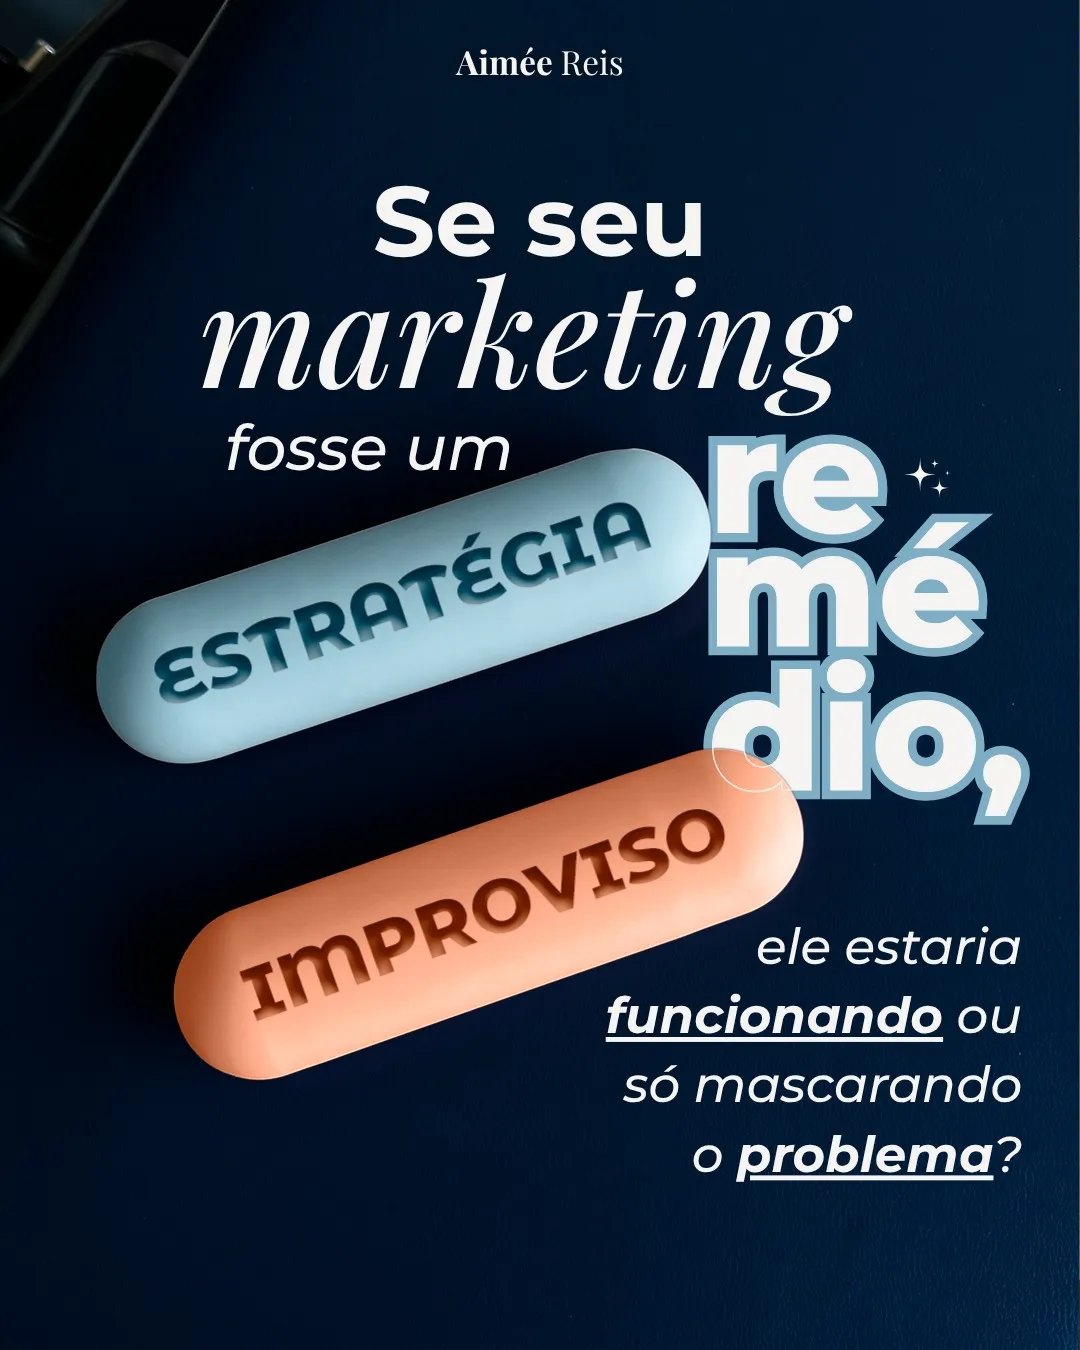 Aimée Reis
Se seu
marketing
fosse um
re
mé
dio,
ESTRATÉGIA
IMPROVISO
ele estaria
funcionando ou
só mascarando
o problema?